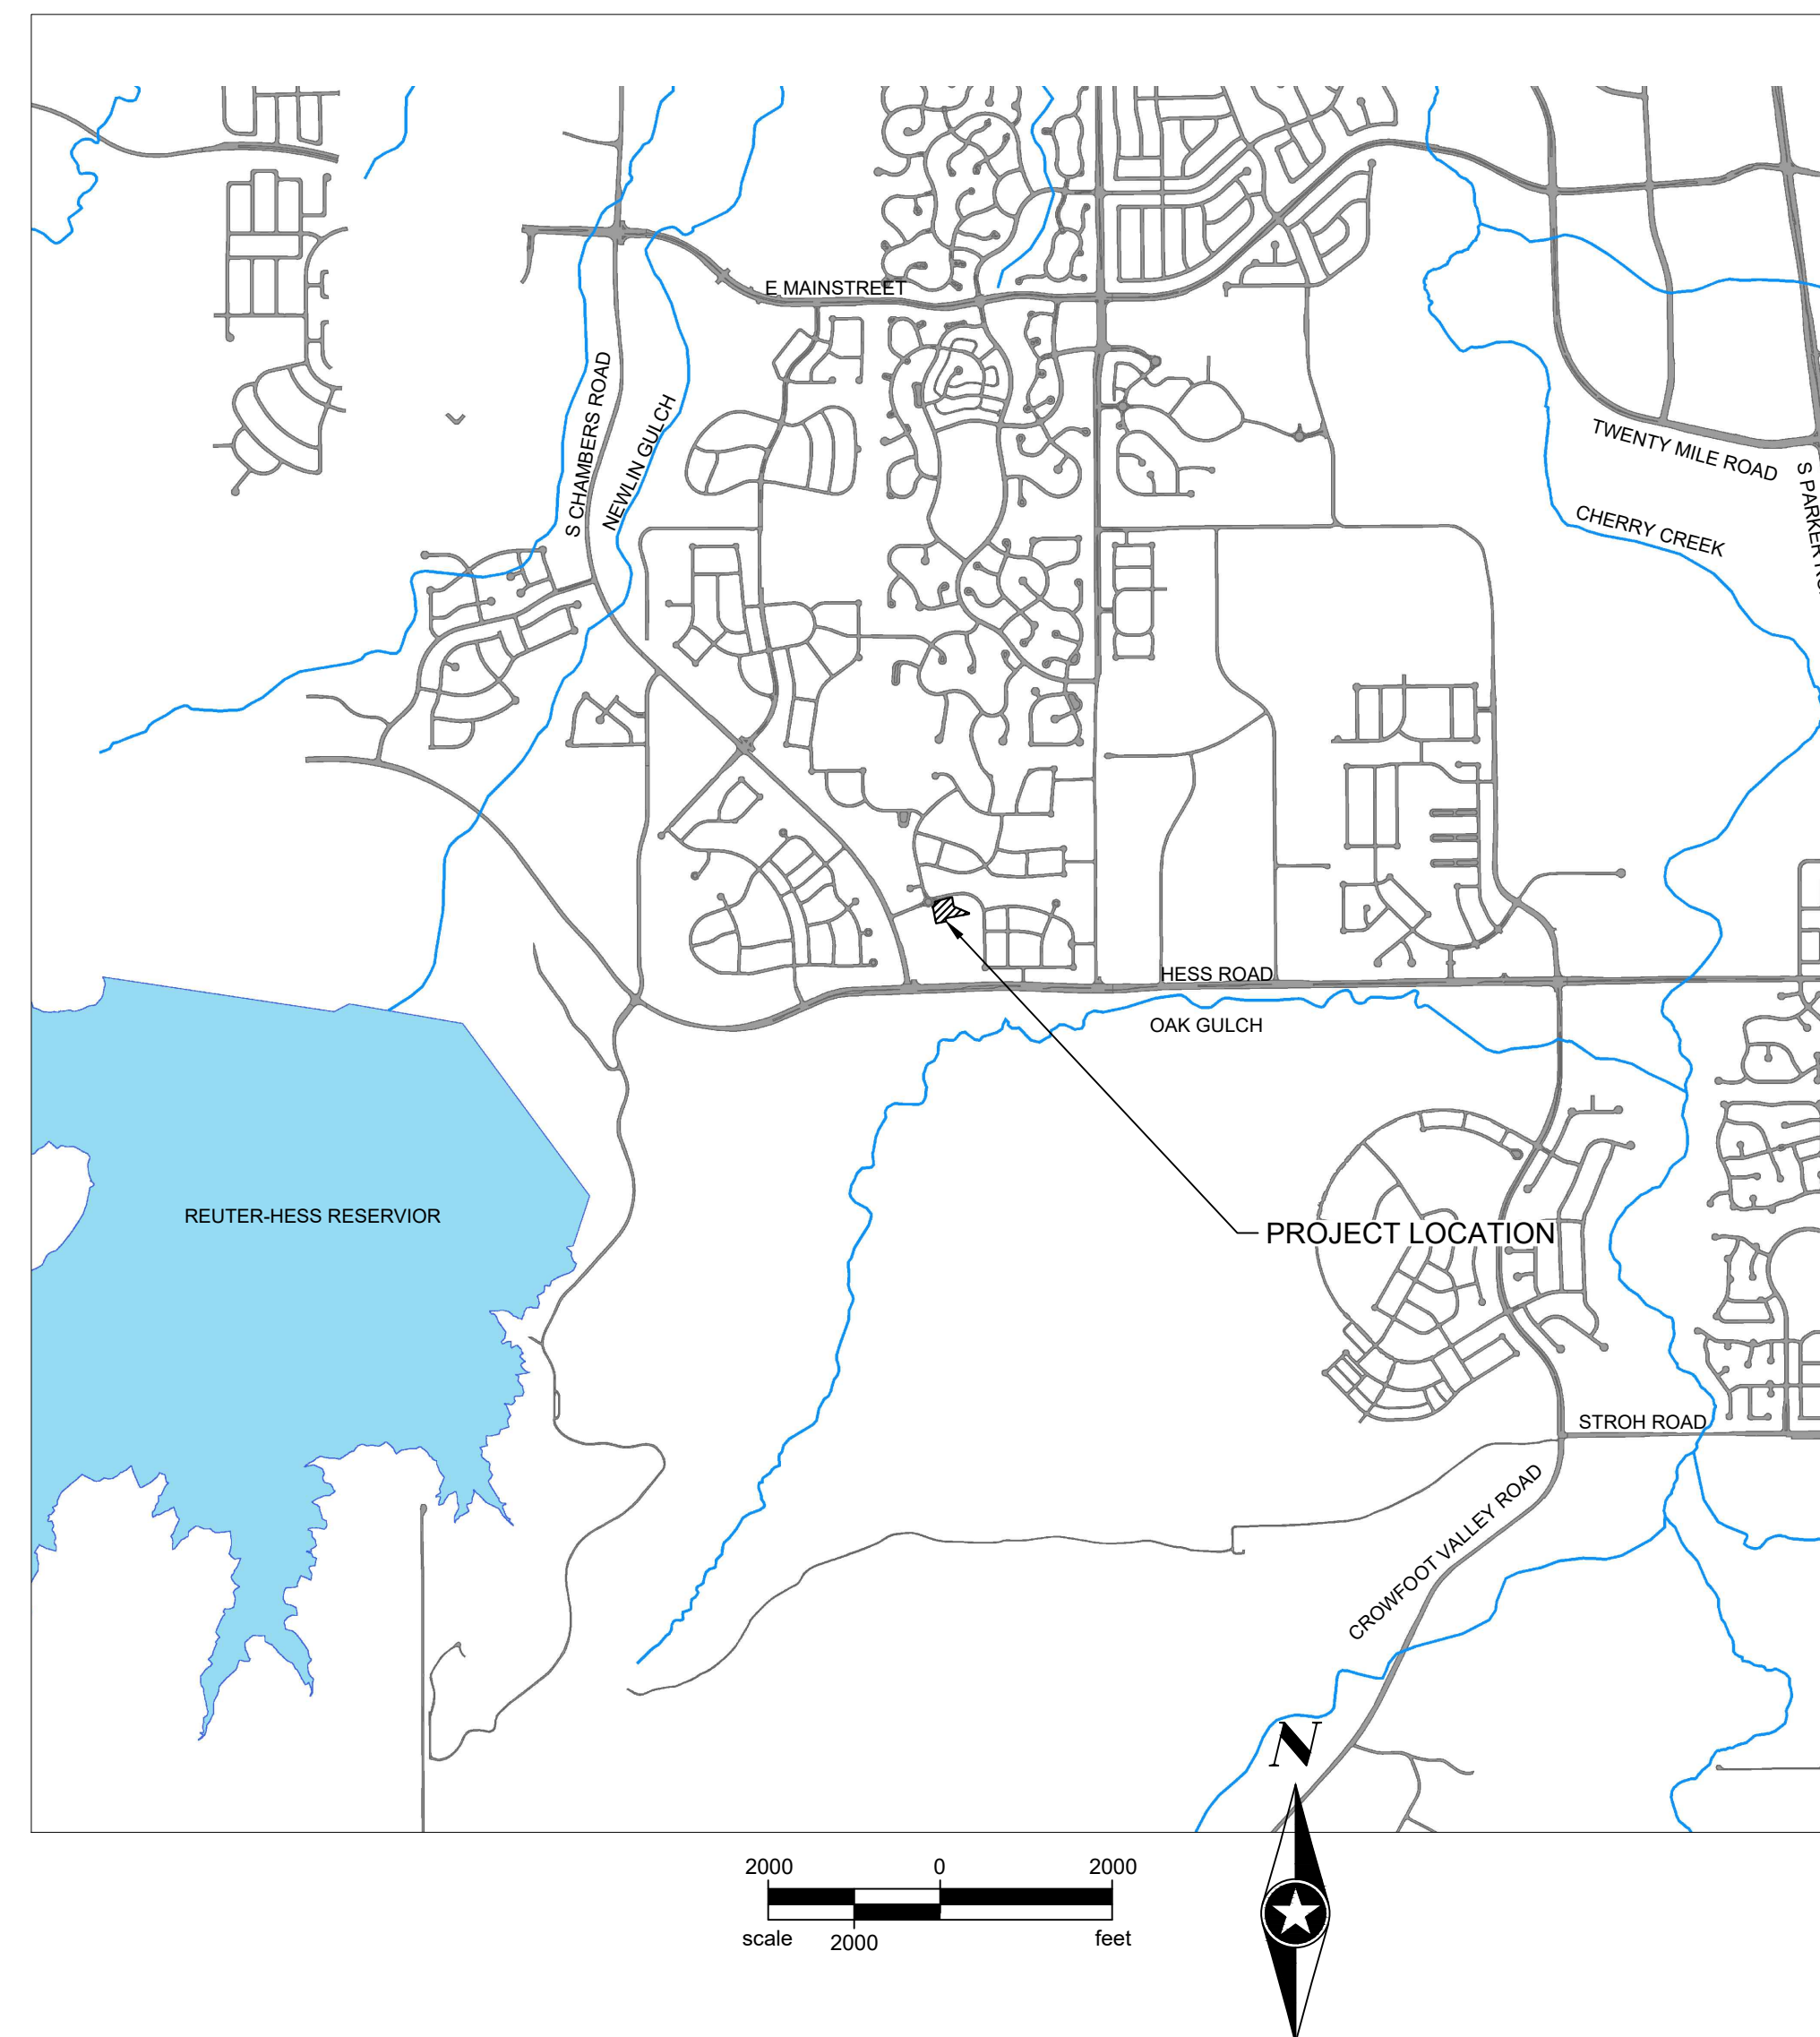 E MAINSTREET
S CHAMBERS ROAD
NEWLIN GULCH
TWENTY MILE ROAD
S PARKER
CHERRY CREEK
HESS ROAD
OAK GULCH
REUTER-HESS RESERVIOR
PROJECT LOCATION
STROH ROAD
CROWFOOT VALLEY ROAD
N
2000 0 2000
scale 2000 feet